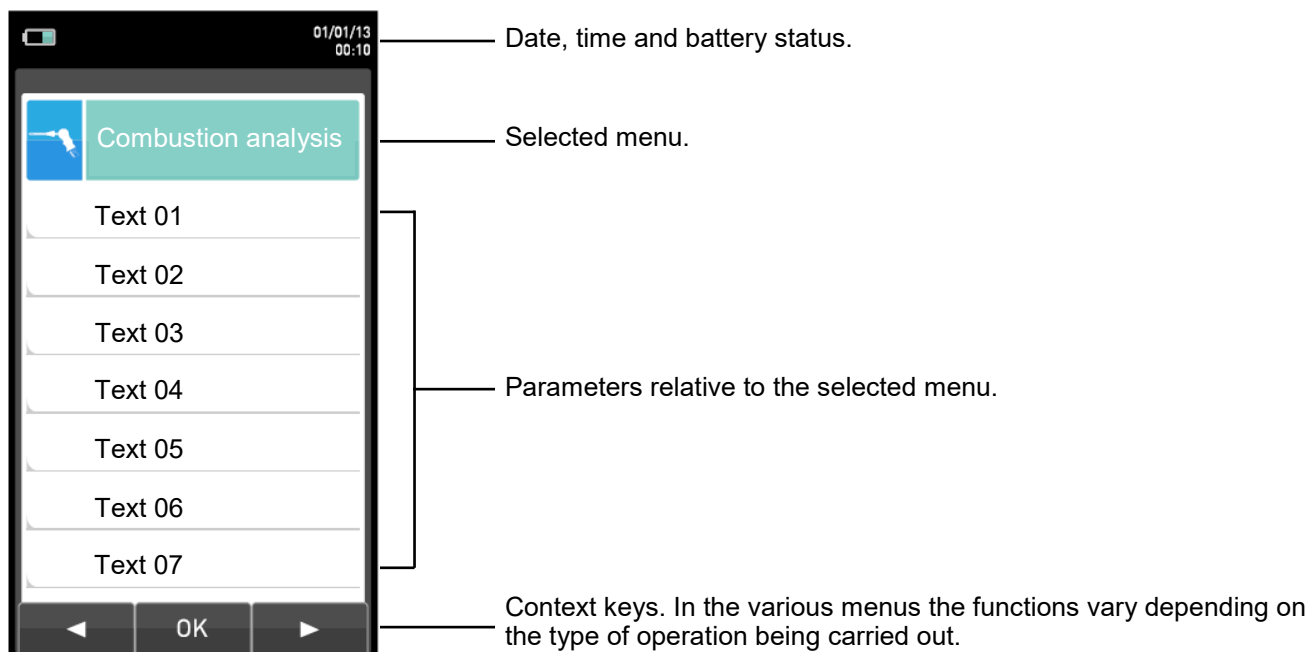 01/01/13
00:10
Date, time and battery status.
Combustion analysis
Selected menu.
Text 01
Text 02
Text 03
Text 04
Text 05
Text 06
Text 07
Parameters relative to the selected menu.
OK
Context keys. In the various menus the functions vary depending on
the type of operation being carried out.